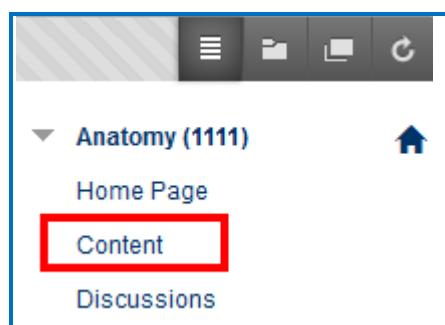 Anatomy (1111)
Home Page
Content
Discussions